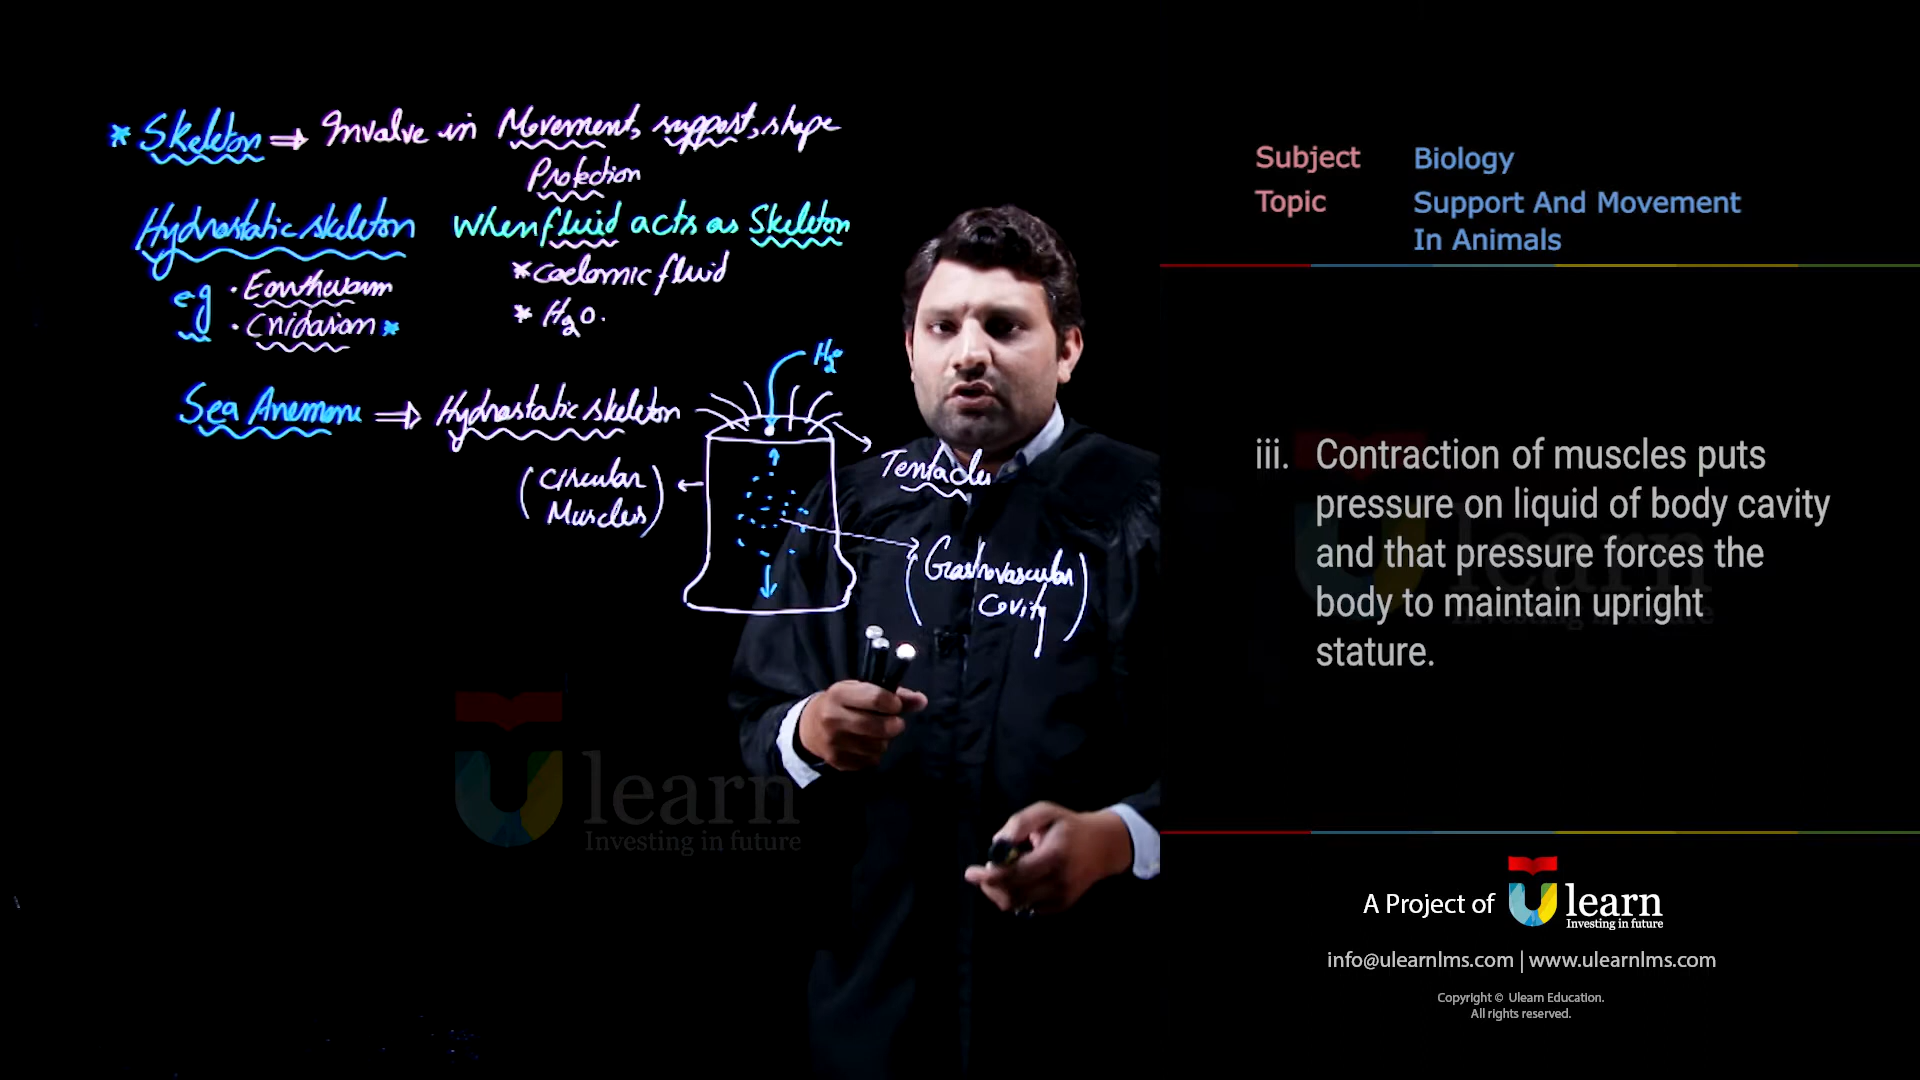 * Skeleton ⇒ Involve in Movement, support, shape
Protection
Hydrostatic skeleton When fluid acts as Skeleton
e.g · Earthworm * Coelomic fluid
· Cnidarian * * H2O.
H2O
Sea Anemone ⇒ Hydrostatic skeleton
(Circular
Muscles)
Tentacles
(Gastrovascular
Cavity)
Subject Biology
Topic Support And Movement
In Animals
iii. Contraction of muscles puts
pressure on liquid of body cavity
and that pressure forces the
body to maintain upright
stature.
Ulearn
Investing in future
A Project of Ulearn
Investing in future
info@ulearnlms.com | www.ulearnlms.com
Copyright © Ulearn Education.
All rights reserved.